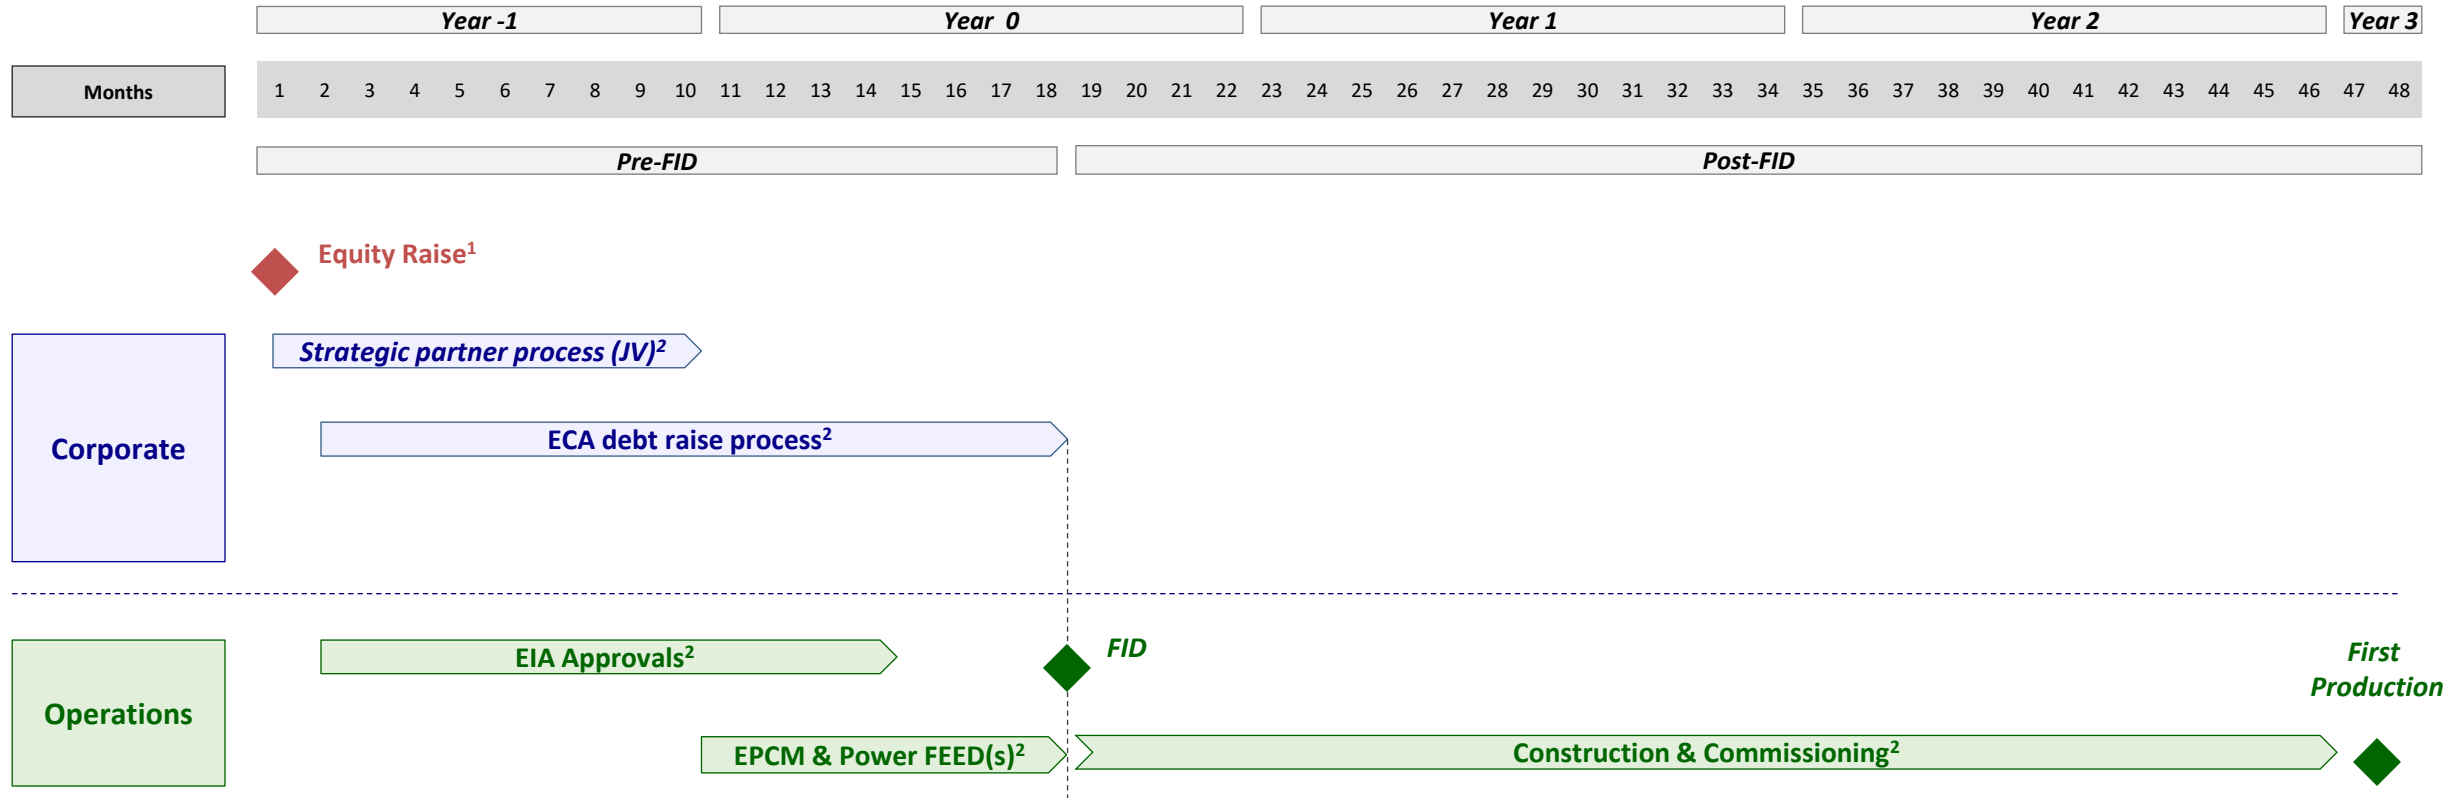 Year -1 Year 0 Year 1 Year 2 Year 3
Months 1 2 3 4 5 6 7 8 9 10 11 12 13 14 15 16 17 18 19 20 21 22 23 24 25 26 27 28 29 30 31 32 33 34 35 36 37 38 39 40 41 42 43 44 45 46 47 48
Pre-FID Post-FID
Equity Raise¹
Strategic partner process (JV)²
ECA debt raise process²
Corporate
FID
EIA Approvals²
First
Production
Operations
EPCM & Power FEED(s)² Construction & Commissioning²